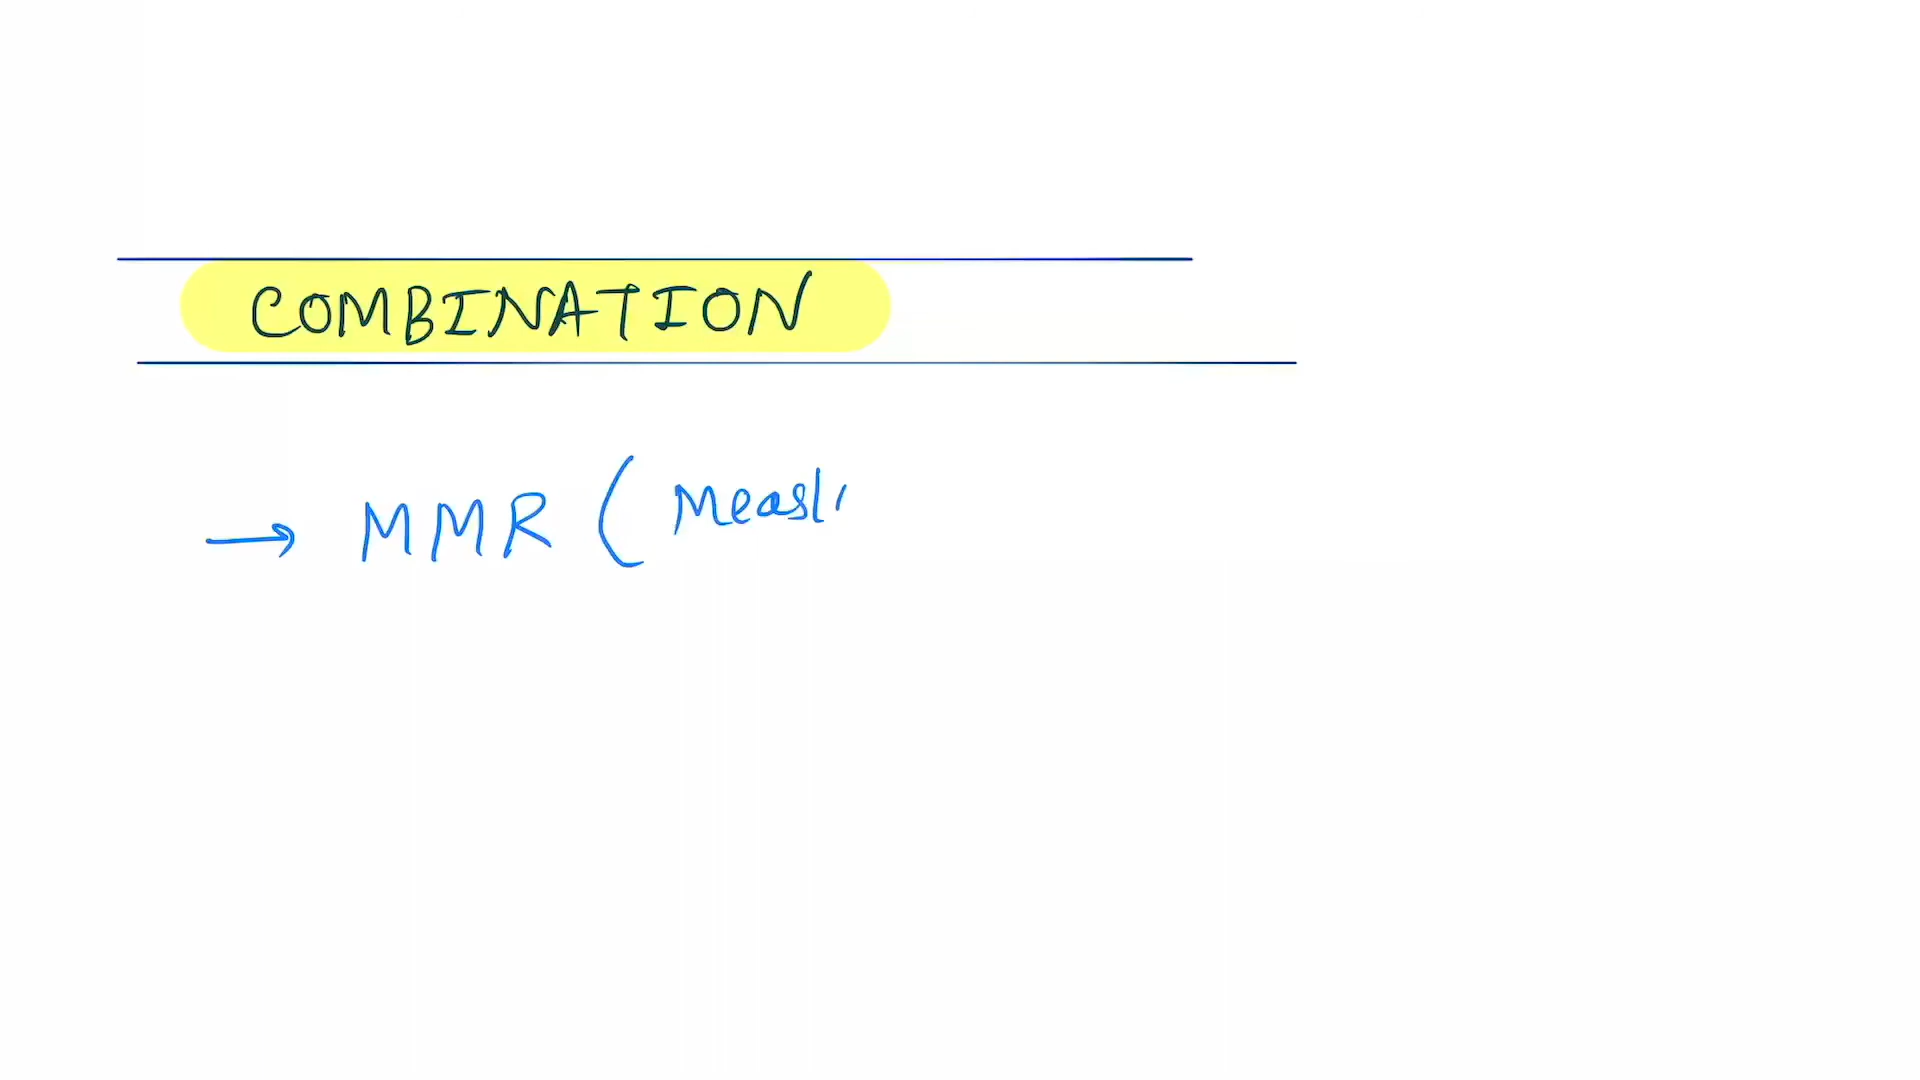 COMBINATION
→ MMR ( Measl